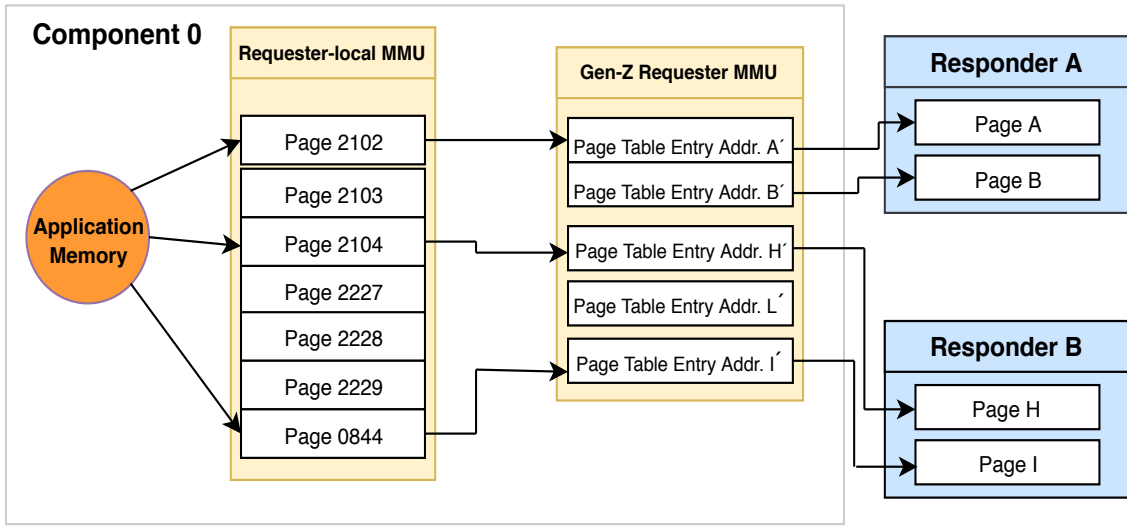 Component 0
Application
Memory
Requester-local MMU
Page 2102
Page 2103
Page 2104
Page 2227
Page 2228
Page 2229
Page 0844
Gen-Z Requester MMU
Page Table Entry Addr. A´
Page Table Entry Addr. B´
Page Table Entry Addr. H´
Page Table Entry Addr. L´
Page Table Entry Addr. I´
Responder A
Page A
Page B
Responder B
Page H
Page I